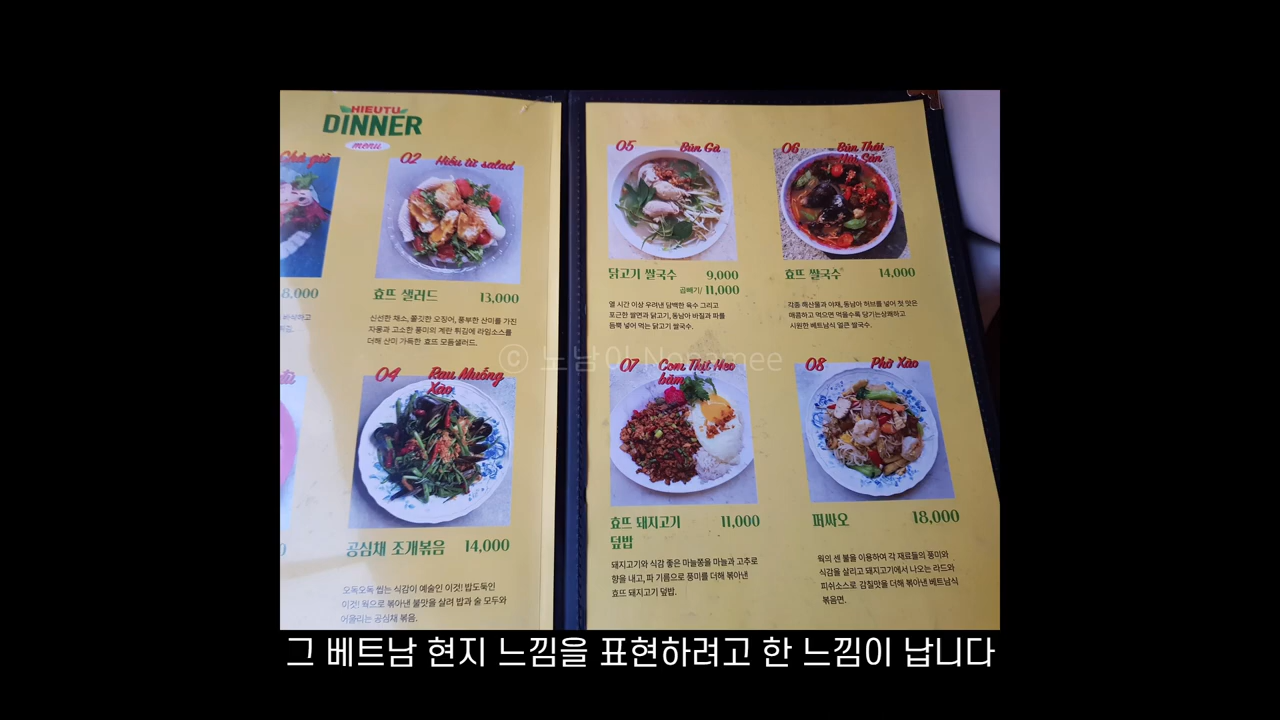 HIEUTU
DINNER
menu
Chả giò
8,000
02 Hiếu tử salad
효뜨 샐러드 13,000
신선한 채소, 쫄깃한 오징어, 풍부한 산미를 가진
자몽과 고소한 풍미의 계란 튀김에 라임소스를
더해 산미 가득한 효뜨 모듬샐러드.
04 Rau Muống
Xào
공심채 조개볶음 14,000
오독오독 씹는 식감이 예술인 이것! 밥도둑인
이것! 웍으로 볶아낸 불맛을 살려 밥과 술 모두와
어울리는 공심채 볶음.
05 Bún Gà
닭고기 쌀국수 9,000
곱빼기/ 11,000
열 시간 이상 우려낸 담백한 육수 그리고
포근한 쌀면과 닭고기, 동남아 바질과 파를
듬뿍 넣어 먹는 닭고기 쌀국수.
06 Bún Thái
Hải Sản
효뜨 쌀국수 14,000
각종 해산물과 야채, 동남아 허브를 넣어 첫 맛은
매콤하고 먹으면 먹을수록 당기는상쾌하고
시원한 베트남식 얼큰 쌀국수.
07 Com Thịt Heo
băm
효뜨 돼지고기 11,000
덮밥
돼지고기와 식감 좋은 마늘쫑을 마늘과 고추로
향을 내고, 파 기름으로 풍미를 더해 볶아낸
효뜨 돼지고기 덮밥.
08 Phở Xào
퍼싸오 18,000
웍의 센 불을 이용하여 각 재료들의 풍미와
식감을 살리고 돼지고기에서 나오는 라드와
피쉬소스로 감칠맛을 더해 볶아낸 베트남식
볶음면.
ⓒ 노남이 Nonamee
그 베트남 현지 느낌을 표현하려고 한 느낌이 납니다